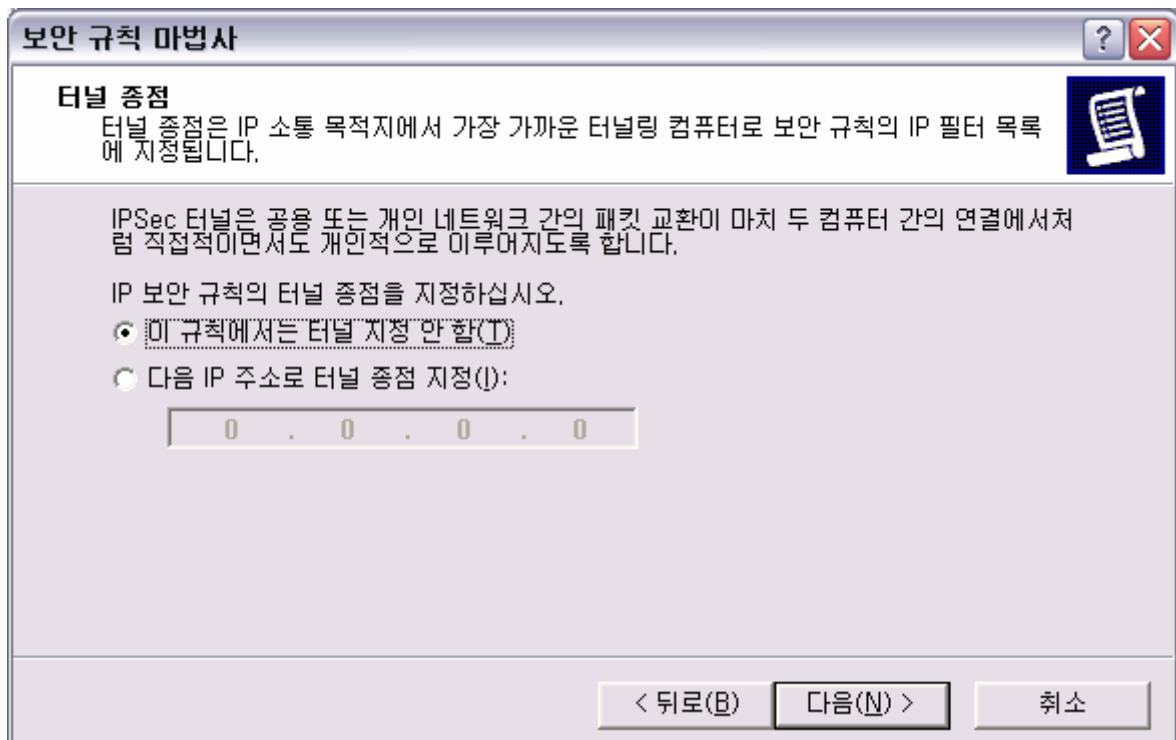 보안 규칙 마법사
?
터널 종점
터널 종점은 IP 소통 목적지에서 가장 가까운 터널링 컴퓨터로 보안 규칙의 IP 필터 목록
에 지정됩니다.
IPSec 터널은 공용 또는 개인 네트워크 간의 패킷 교환이 마치 두 컴퓨터 간의 연결에서처
럼 직접적이면서도 개인적으로 이루어지도록 합니다.
IP 보안 규칙의 터널 종점을 지정하십시오.
이 규칙에서는 터널 지정 안 함(T)
다음 IP 주소로 터널 종점 지정(I):
0 . 0 . 0 . 0
< 뒤로(B) 다음(N) > 취소